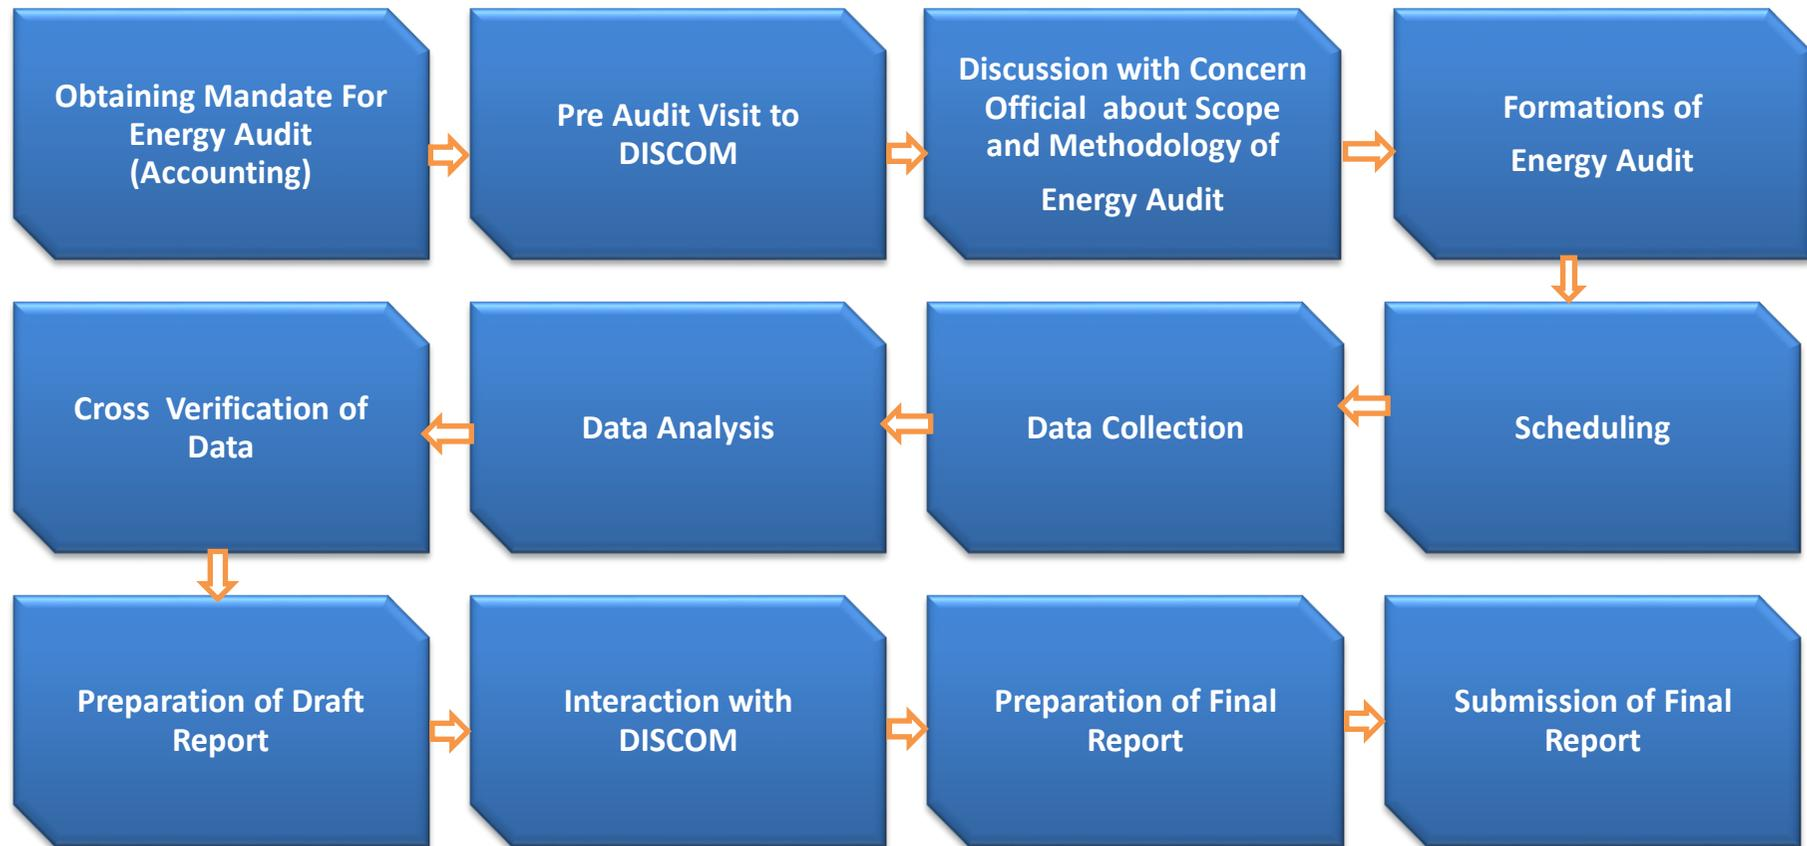 Obtaining Mandate For
Energy Audit
(Accounting)
Pre Audit Visit to
DISCOM
Discussion with Concern
Official about Scope
and Methodology of
Energy Audit
Formations of
Energy Audit
Scheduling
Data Collection
Data Analysis
Cross Verification of
Data
Preparation of Draft
Report
Interaction with
DISCOM
Preparation of Final
Report
Submission of Final
Report